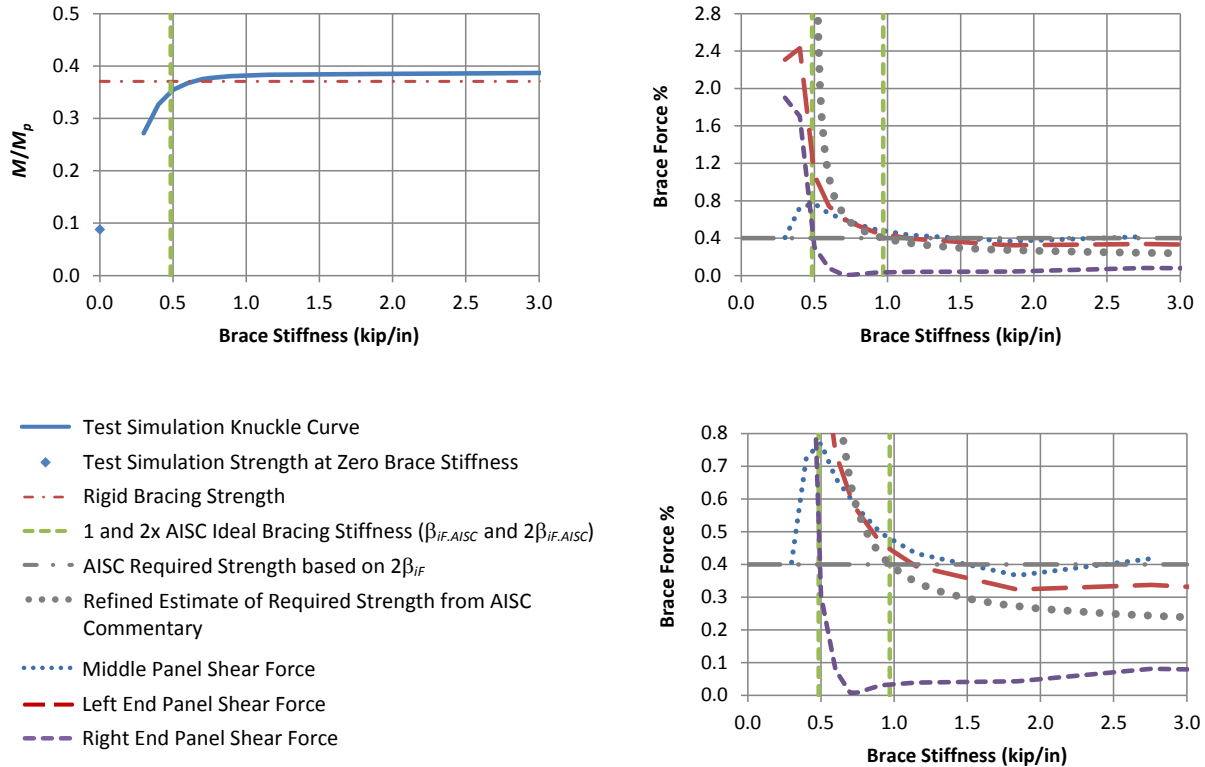 0.5
0.4
0.3
0.2
0.1
0.0
M/Mp
0.0 0.5 1.0 1.5 2.0 2.5 3.0
Brace Stiffness (kip/in)
2.8
2.4
2.0
1.6
1.2
0.8
0.4
0.0
Brace Force %
0.0 0.5 1.0 1.5 2.0 2.5 3.0
Brace Stiffness (kip/in)
Test Simulation Knuckle Curve
Test Simulation Strength at Zero Brace Stiffness
Rigid Bracing Strength
1 and 2x AISC Ideal Bracing Stiffness (βiF.AISC and 2βiF.AISC)
AISC Required Strength based on 2βiF
Refined Estimate of Required Strength from AISC
Commentary
Middle Panel Shear Force
Left End Panel Shear Force
Right End Panel Shear Force
0.8
0.7
0.6
0.5
0.4
0.3
0.2
0.1
0.0
Brace Force %
0.0 0.5 1.0 1.5 2.0 2.5 3.0
Brace Stiffness (kip/in)